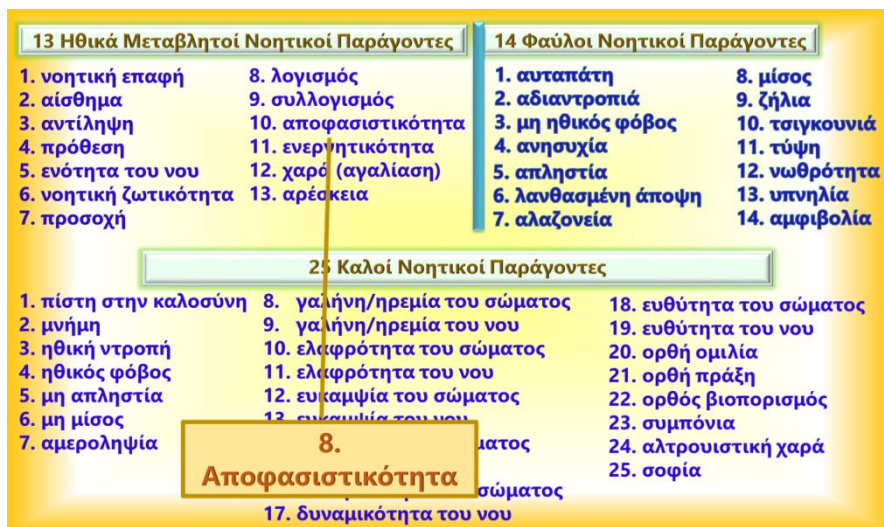 13 Ηθικά Μεταβλητοί Νοητικοί Παράγοντες
1. νοητική επαφή
2. αίσθημα
3. αντίληψη
4. πρόθεση
5. ενότητα του νου
6. νοητική ζωτικότητα
7. προσοχή
8. λογισμός
9. συλλογισμός
10. αποφασιστικότητα
11. ενεργητικότητα
12. χαρά (αγαλίαση)
13. αρέσκεια
14 Φαύλοι Νοητικοί Παράγοντες
1. αυταπάτη
2. αδιαντροπιά
3. μη ηθικός φόβος
4. ανησυχία
5. απληστία
6. λανθασμένη άποψη
7. αλαζονεία
8. μίσος
9. ζήλια
10. τσιγκουνιά
11. τύψη
12. νωθρότητα
13. υπνηλία
14. αμφιβολία
25 Καλοί Νοητικοί Παράγοντες
1. πίστη στην καλοσύνη
2. μνήμη
3. ηθική ντροπή
4. ηθικός φόβος
5. μη απληστία
6. μη μίσος
7. αμεροληψία
8. γαλήνη/ηρεμία του σώματος
9. γαλήνη/ηρεμία του νου
10. ελαφρότητα του σώματος
11. ελαφρότητα του νου
12. ευκαμψία του σώματος
13. ευκαμψία του νου
σώματος
17. δυναμικότητα του νου
18. ευθύτητα του σώματος
19. ευθύτητα του νου
20. ορθή ομιλία
21. ορθή πράξη
22. ορθός βιοπορισμός
23. συμπόνια
24. αλτρουιστική χαρά
25. σοφία
8.
Αποφασιστικότητα